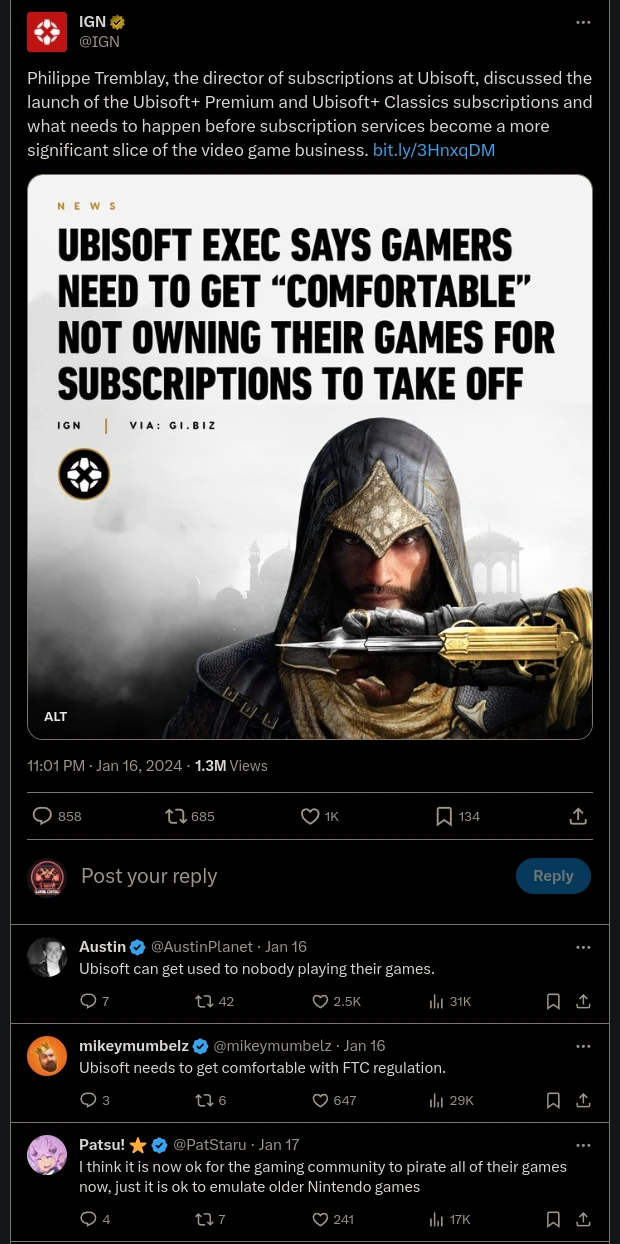 IGN
@IGN
Philippe Tremblay, the director of subscriptions at Ubisoft, discussed the
launch of the Ubisoft+ Premium and Ubisoft+ Classics subscriptions and
what needs to happen before subscription services become a more
significant slice of the video game business. bit.ly/3HnxqDM
NEWS
UBISOFT EXEC SAYS GAMERS
NEED TO GET “COMFORTABLE”
NOT OWNING THEIR GAMES FOR
SUBSCRIPTIONS TO TAKE OFF
IGN | VIA: GI.BIZ
ALT
11:01 PM · Jan 16, 2024 · 1.3M Views
858 685 1K 134
Post your reply Reply
Austin @AustinPlanet · Jan 16
Ubisoft can get used to nobody playing their games.
7 42 2.5K 31K
mikeymumbelz @mikeymumbelz · Jan 16
Ubisoft needs to get comfortable with FTC regulation.
3 6 647 29K
Patsu! @PatStaru · Jan 17
I think it is now ok for the gaming community to pirate all of their games
now, just it is ok to emulate older Nintendo games
4 7 241 17K